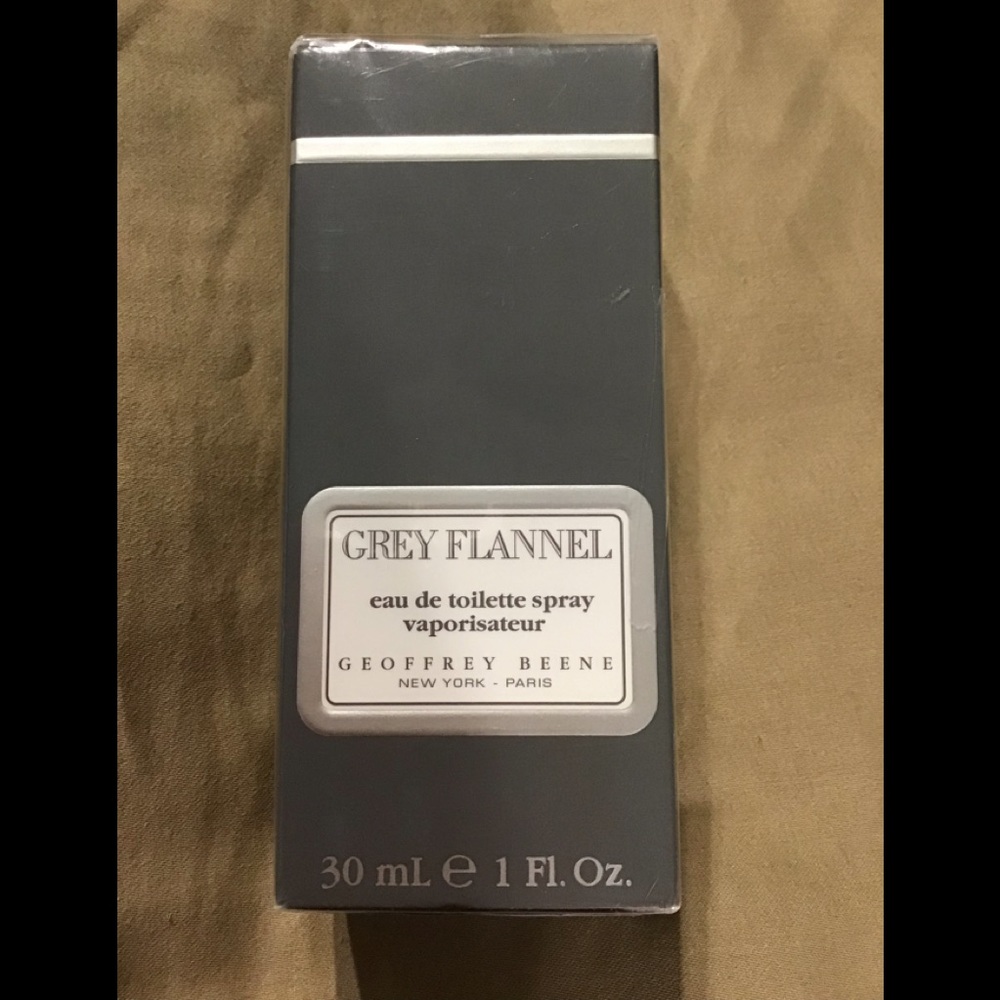 GREY FLANNEL
eau de toilette spray
vaporisateur
GEOFFREY BEENE
NEW YORK - PARIS
30 mL ℮ 1 Fl. Oz.